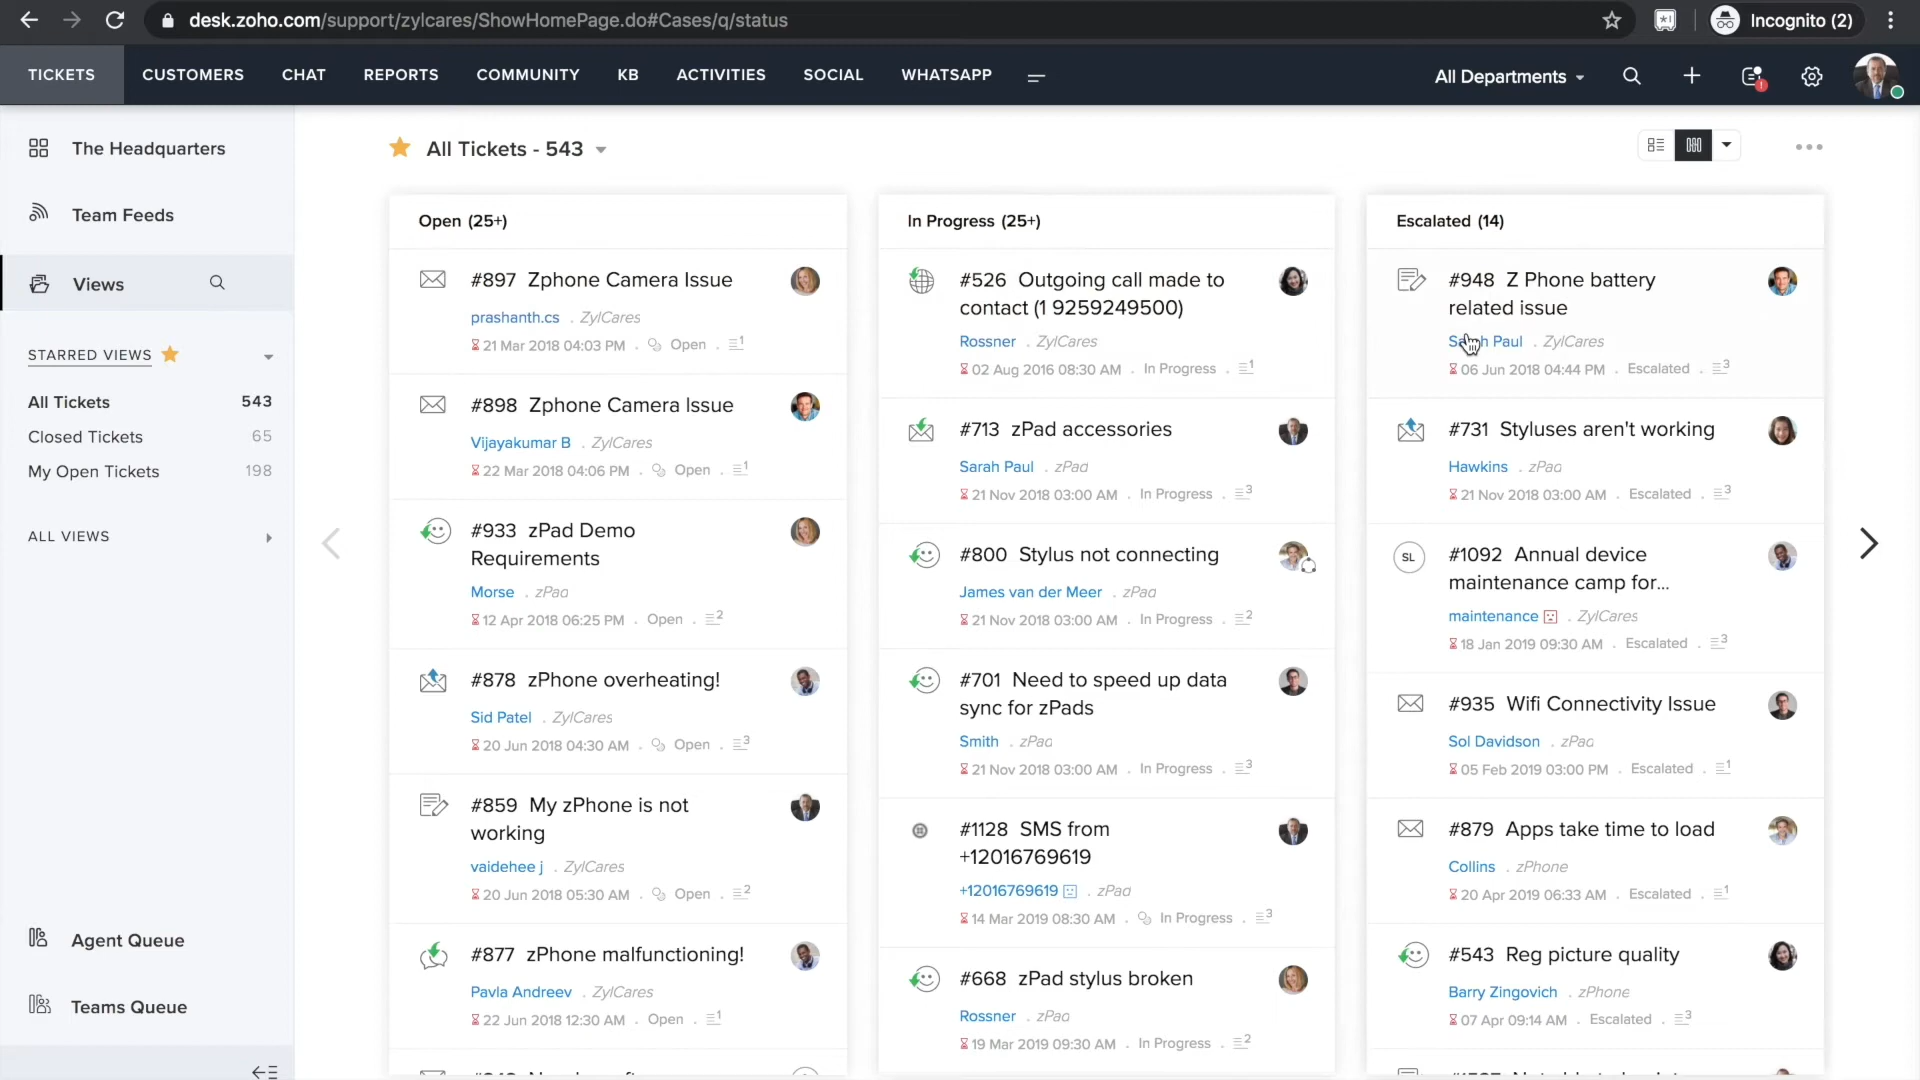 desk.zoho.com/support/zylcares/ShowHomePage.do#Cases/q/status
Incognito (2)
TICKETS
CUSTOMERS
CHAT
REPORTS
COMMUNITY
KB
ACTIVITIES
SOCIAL
WHATSAPP
All Departments
The Headquarters
Team Feeds
Views
STARRED VIEWS
All Tickets 543
Closed Tickets 65
My Open Tickets 198
ALL VIEWS
Agent Queue
Teams Queue
All Tickets - 543
Open (25+)
#897 Zphone Camera Issue
prashanth.cs . ZylCares
21 Mar 2018 04:03 PM . Open . 1
#898 Zphone Camera Issue
Vijayakumar B . ZylCares
22 Mar 2018 04:06 PM . Open . 1
#933 zPad Demo
Requirements
Morse . zPad
12 Apr 2018 06:25 PM . Open . 2
#878 zPhone overheating!
Sid Patel . ZylCares
20 Jun 2018 04:30 AM . Open . 3
#859 My zPhone is not
working
vaidehee j . ZylCares
20 Jun 2018 05:30 AM . Open . 2
#877 zPhone malfunctioning!
Pavla Andreev . ZylCares
22 Jun 2018 12:30 AM . Open . 1
In Progress (25+)
#526 Outgoing call made to
contact (1 9259249500)
Rossner . ZylCares
02 Aug 2016 08:30 AM . In Progress . 1
#713 zPad accessories
Sarah Paul . zPad
21 Nov 2018 03:00 AM . In Progress . 3
#800 Stylus not connecting
James van der Meer . zPad
21 Nov 2018 03:00 AM . In Progress . 2
#701 Need to speed up data
sync for zPads
Smith . zPad
21 Nov 2018 03:00 AM . In Progress . 3
#1128 SMS from
+12016769619
+12016769619 . zPad
14 Mar 2019 08:30 AM . In Progress . 3
#668 zPad stylus broken
Rossner . zPad
19 Mar 2019 09:30 AM . In Progress . 2
Escalated (14)
#948 Z Phone battery
related issue
Paul . ZylCares
06 Jun 2018 04:44 PM . Escalated . 3
#731 Styluses aren't working
Hawkins . zPad
21 Nov 2018 03:00 AM . Escalated . 3
SL
#1092 Annual device
maintenance camp for...
maintenance . ZylCares
18 Jan 2019 09:30 AM . Escalated . 3
#935 Wifi Connectivity Issue
Sol Davidson . zPad
05 Feb 2019 03:00 PM . Escalated . 1
#879 Apps take time to load
Collins . zPhone
20 Apr 2019 06:33 AM . Escalated . 1
#543 Reg picture quality
Barry Zingovich . zPhone
07 Apr 09:14 AM . Escalated . 3